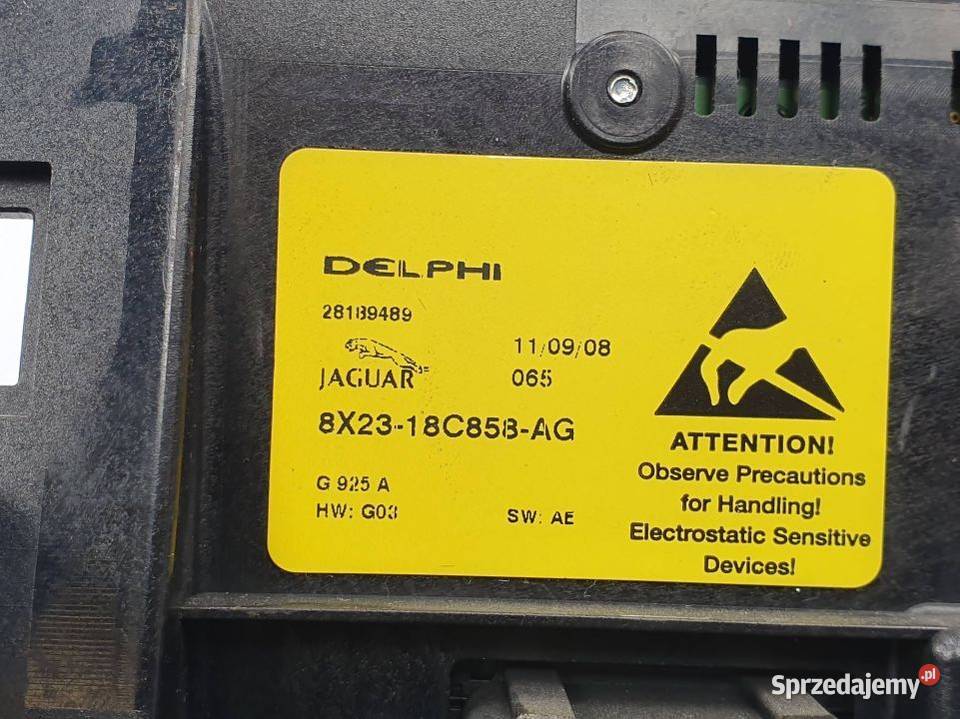 DELPHI
28189489
JAGUAR
11/09/08
065
8X23-18C858-AG
G 925 A
HW: G03
SW: AE
ATTENTION!
Observe Precautions
for Handling!
Electrostatic Sensitive
Devices!
Sprzedajemy.pl